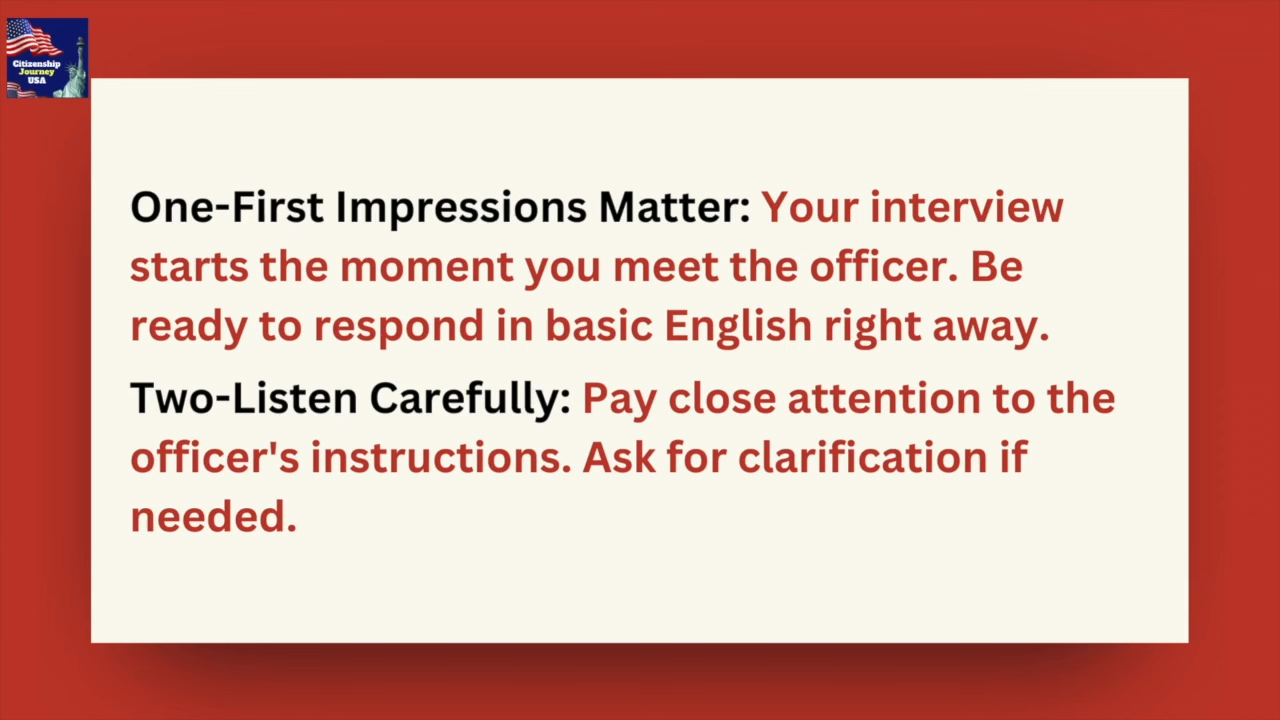 Citizenship
Journey
USA
One-First Impressions Matter: Your interview
starts the moment you meet the officer. Be
ready to respond in basic English right away.
Two-Listen Carefully: Pay close attention to the
officer's instructions. Ask for clarification if
needed.